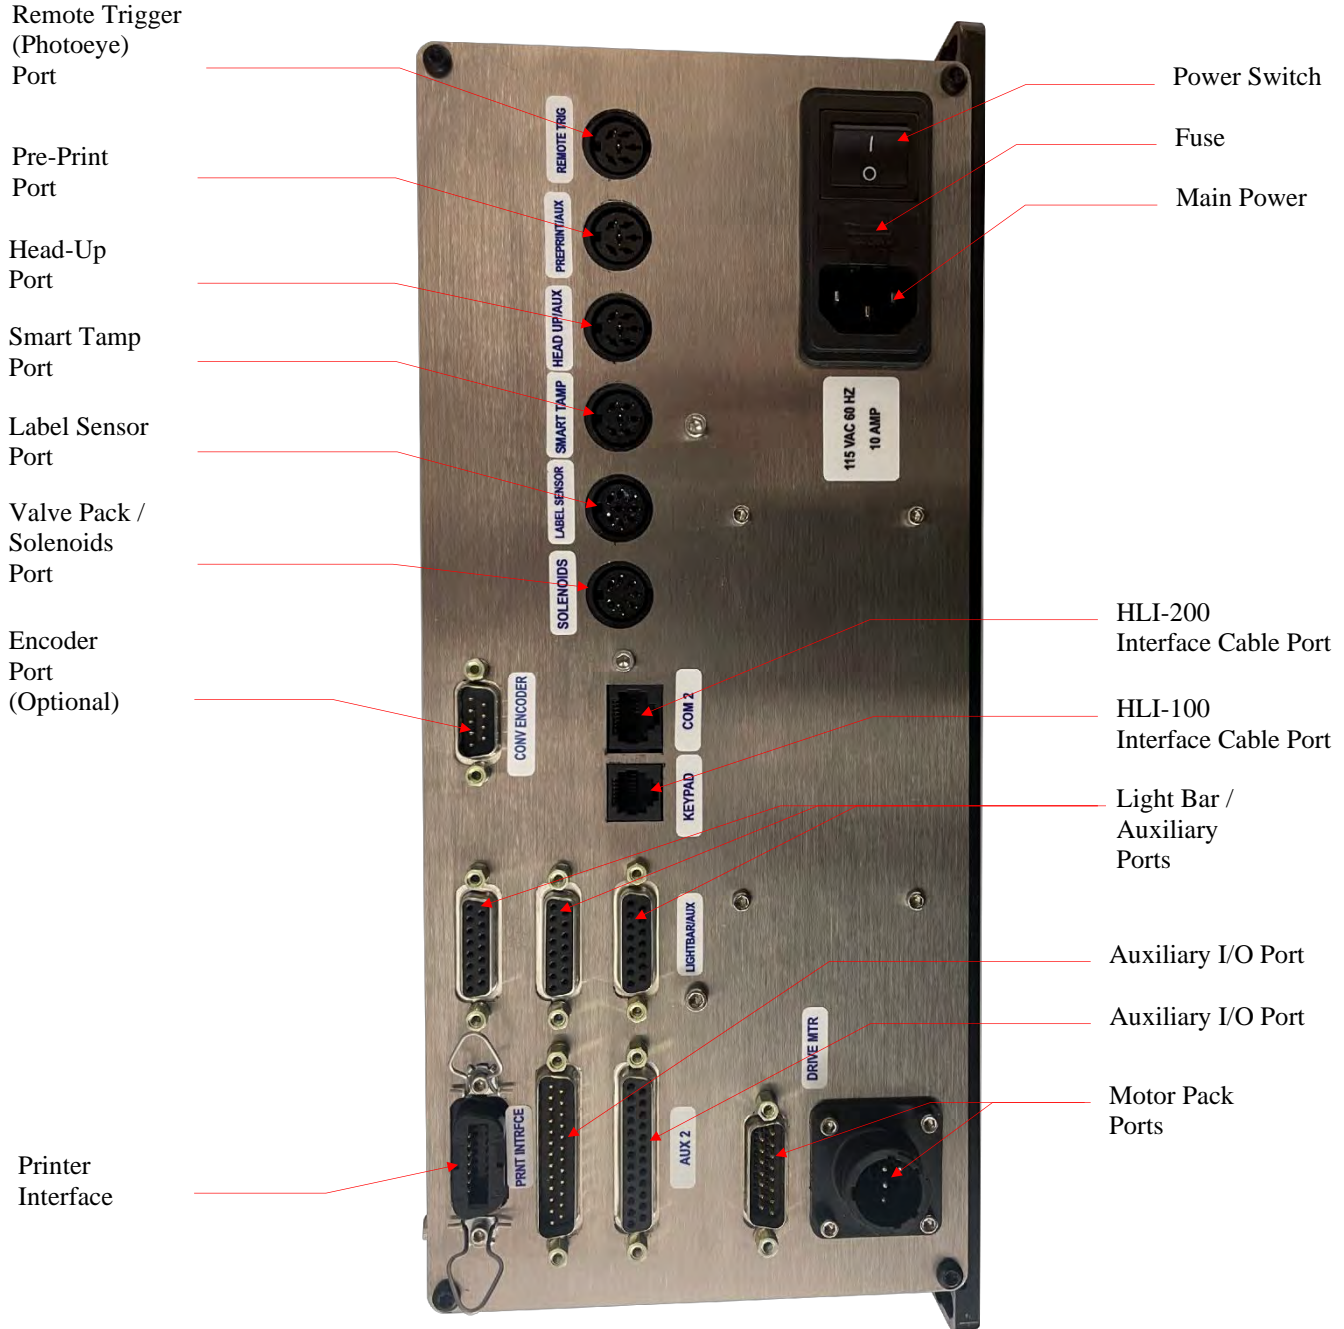 Remote Trigger
(Photoeye)
Port
Pre-Print
Port
Head-Up
Port
Smart Tamp
Port
Label Sensor
Port
Valve Pack /
Solenoids
Port
Encoder
Port
(Optional)
Printer
Interface
REMOTE TRIG
PREPRINT/AUX
HEAD UP/AUX
SMART TAMP
LABEL SENSOR
SOLENOIDS
CONV ENCODER
COM 2
KEYPAD
LIGHTBAR/AUX
PRNT INTRFCE
AUX 2
DRIVE MTR
115 VAC 60 HZ
10 AMP
Power Switch
Fuse
Main Power
HLI-200
Interface Cable Port
HLI-100
Interface Cable Port
Light Bar /
Auxiliary
Ports
Auxiliary I/O Port
Auxiliary I/O Port
Motor Pack
Ports